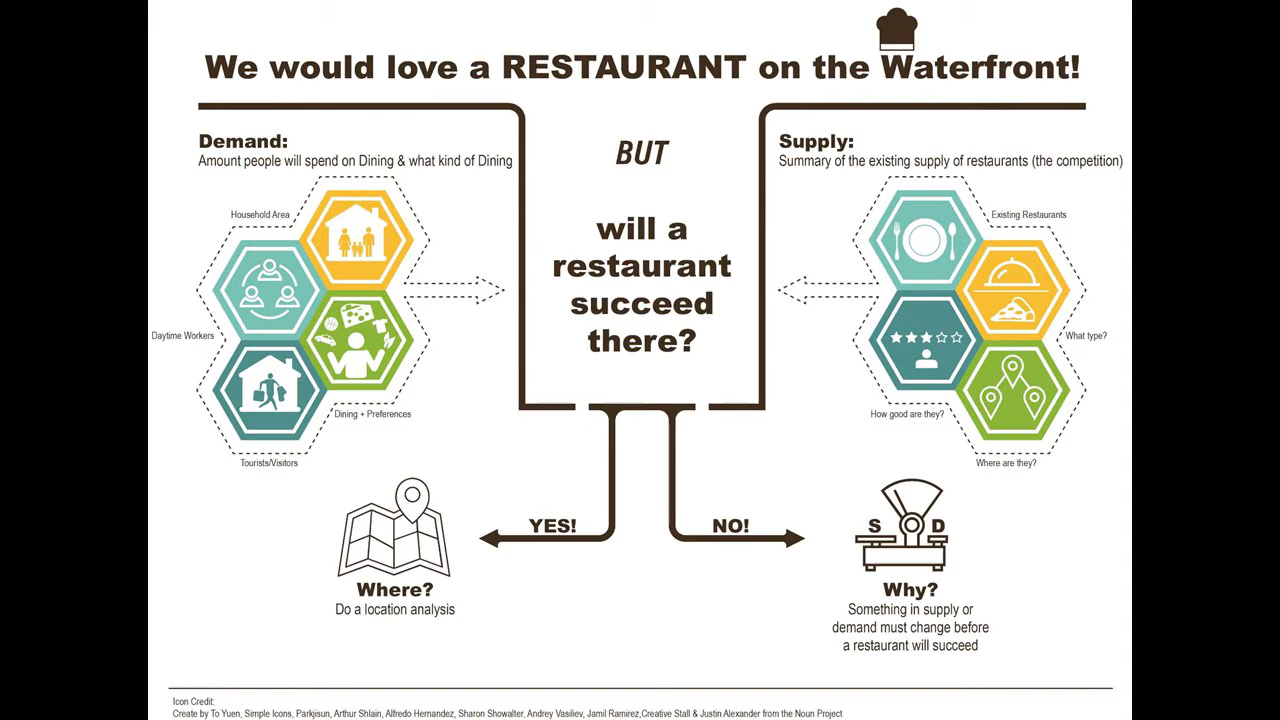 We would love a RESTAURANT on the Waterfront!
Demand:
Amount people will spend on Dining & what kind of Dining
Household Area
Daytime Workers
Dining + Preferences
Tourists/Visitors
BUT
will a
restaurant
succeed
there?
Supply:
Summary of the existing supply of restaurants (the competition)
Existing Restaurants
What type?
How good are they?
Where are they?
YES!
NO!
Where?
Do a location analysis
S D
Why?
Something in supply or
demand must change before
a restaurant will succeed
Icon Credit:
Create by To Yuen, Simple Icons, Parkjisun, Arthur Shlain, Alfredo Hernandez, Sharon Showalter, Andrey Vasiliev, Jamil Ramirez,Creative Stall & Justin Alexander from the Noun Project